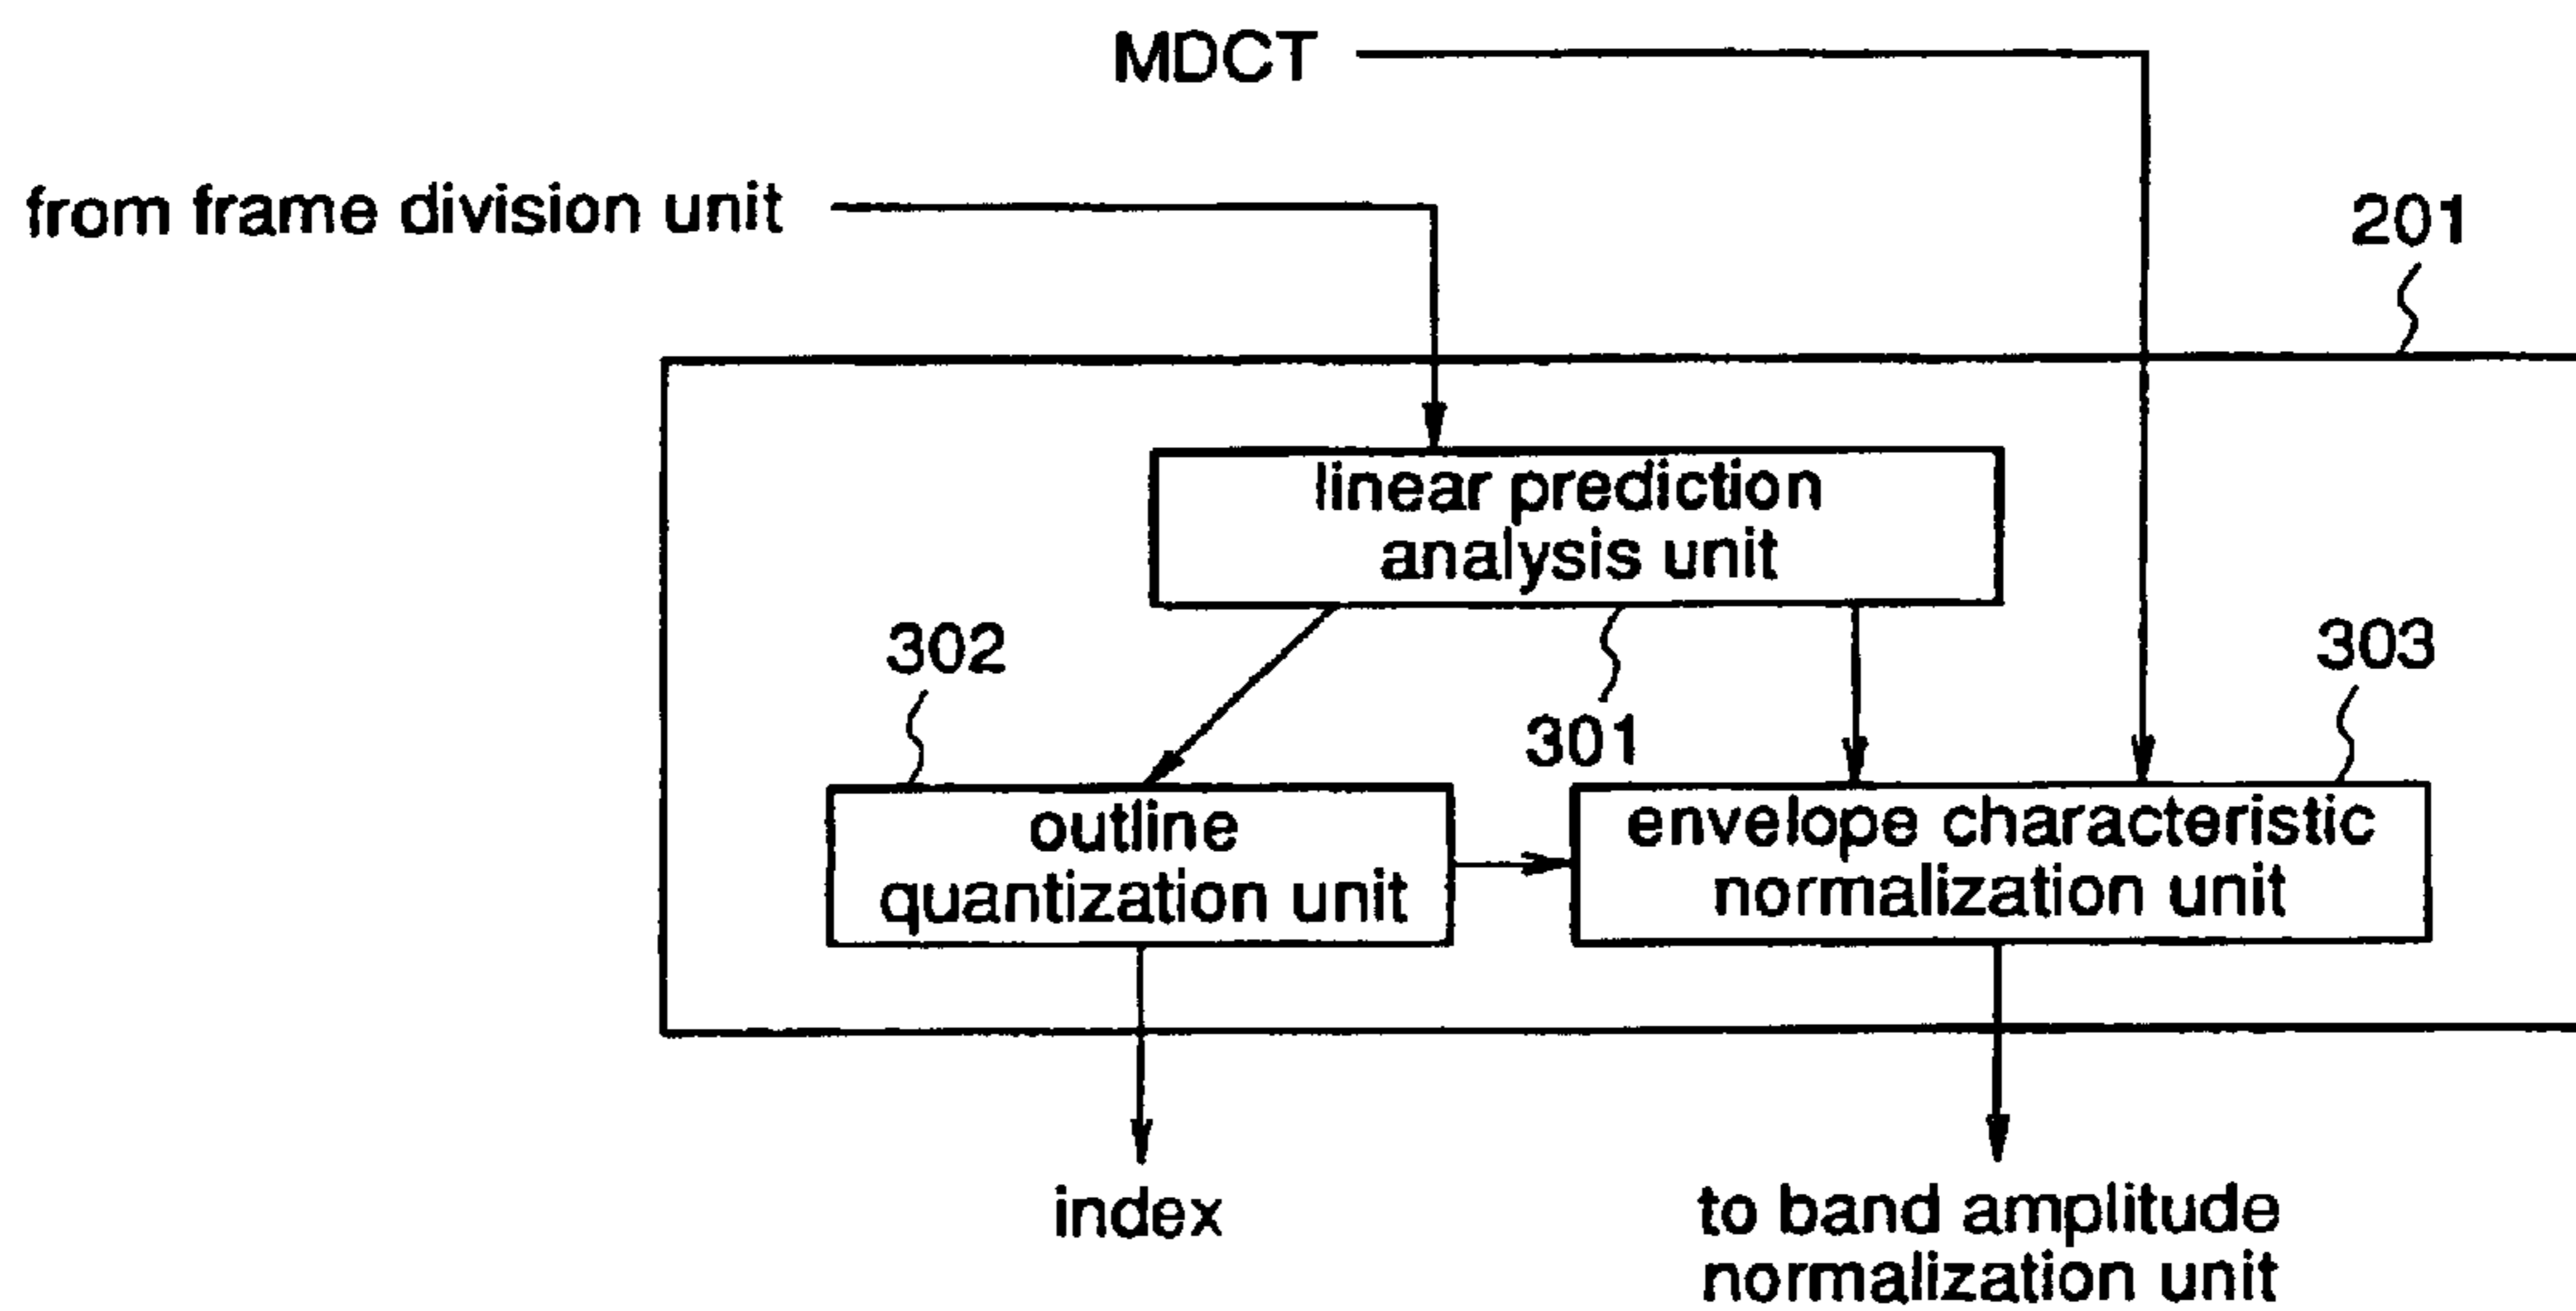 MDCT
from frame division unit
201
linear prediction
analysis unit
302
301
303
outline
quantization unit
envelope characteristic
normalization unit
index
to band amplitude
normalization unit